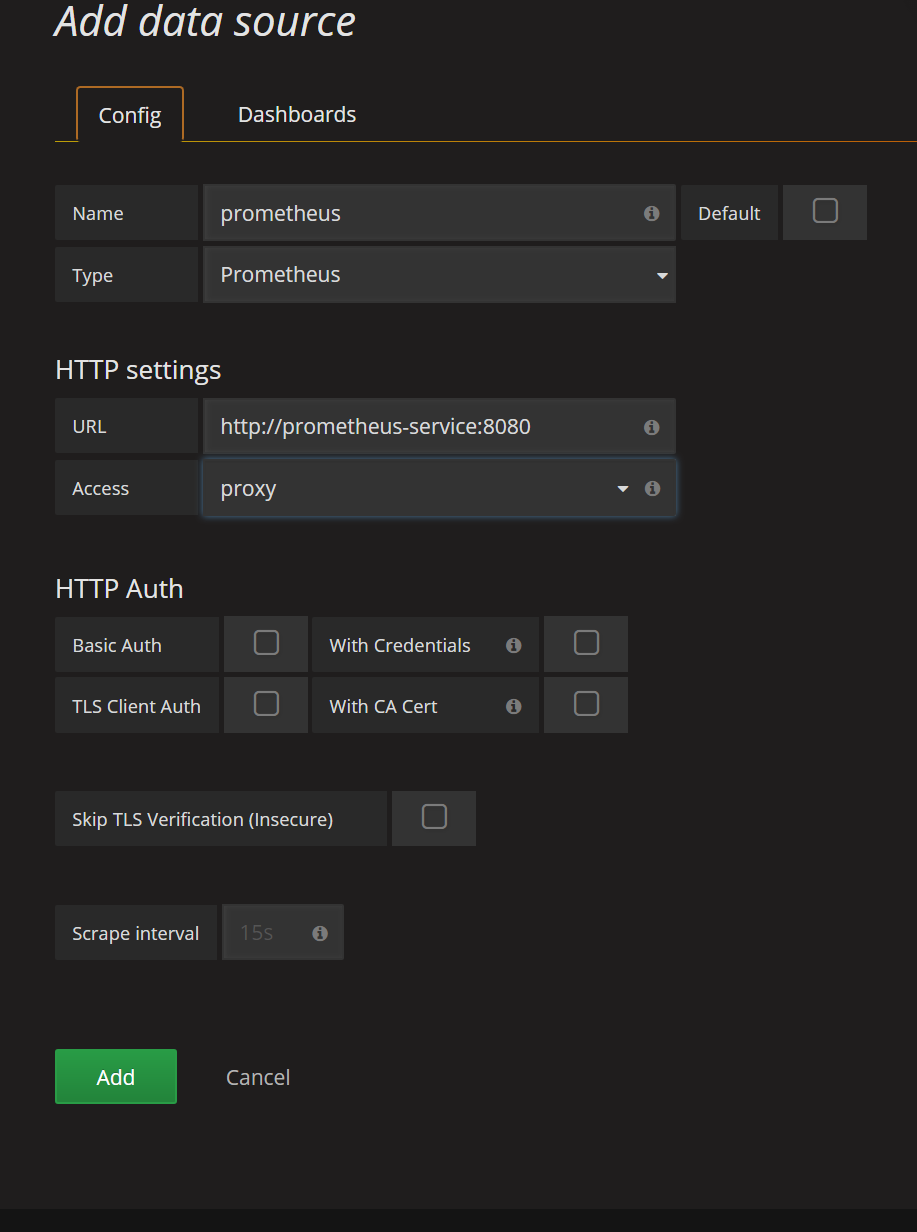 Add data source
Config Dashboards
Name prometheus Default
Type Prometheus
HTTP settings
URL http://prometheus-service:8080
Access proxy
HTTP Auth
Basic Auth With Credentials
TLS Client Auth With CA Cert
Skip TLS Verification (Insecure)
Scrape interval 15s
Add Cancel